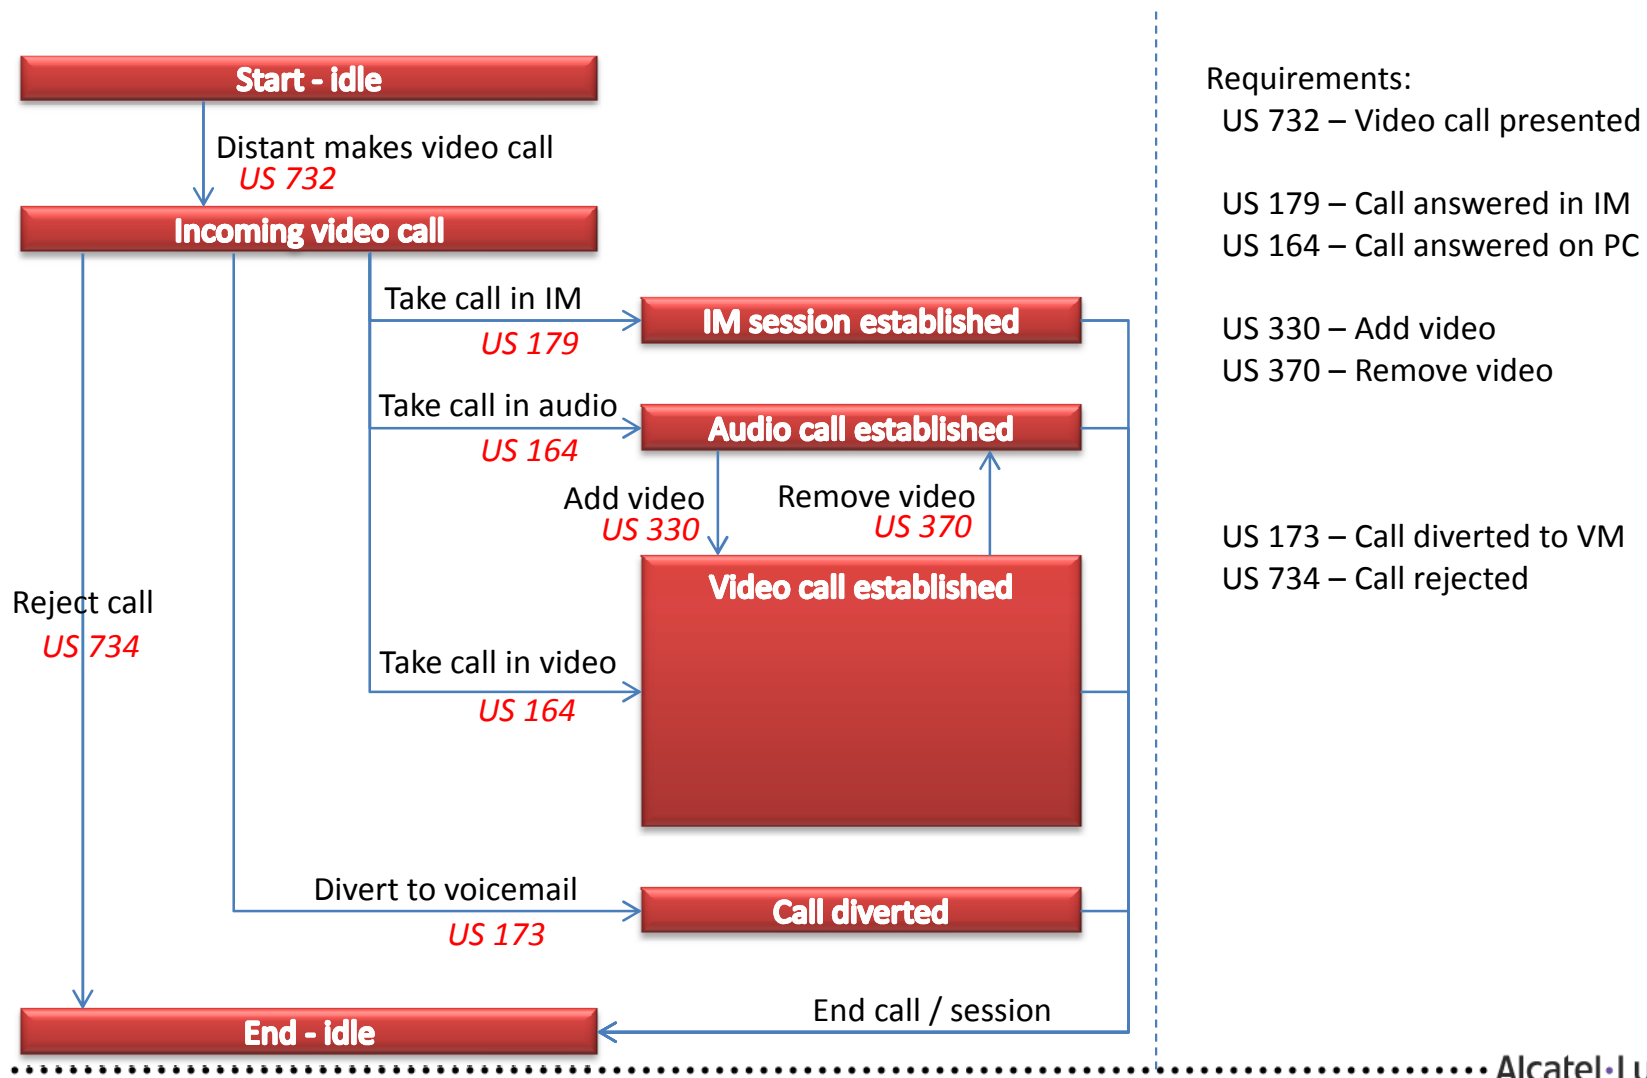 Start - idle
Distant makes video call
US 732
Incoming video call
Take call in IM
US 179
IM session established
Take call in audio
US 164
Audio call established
Add video
US 330
Remove video
US 370
Video call established
Reject call
US 734
Take call in video
US 164
Divert to voicemail
US 173
Call diverted
End call / session
End - idle
Requirements:
US 732 – Video call presented
US 179 – Call answered in IM
US 164 – Call answered on PC
US 330 – Add video
US 370 – Remove video
US 173 – Call diverted to VM
US 734 – Call rejected
Alcatel·Lu